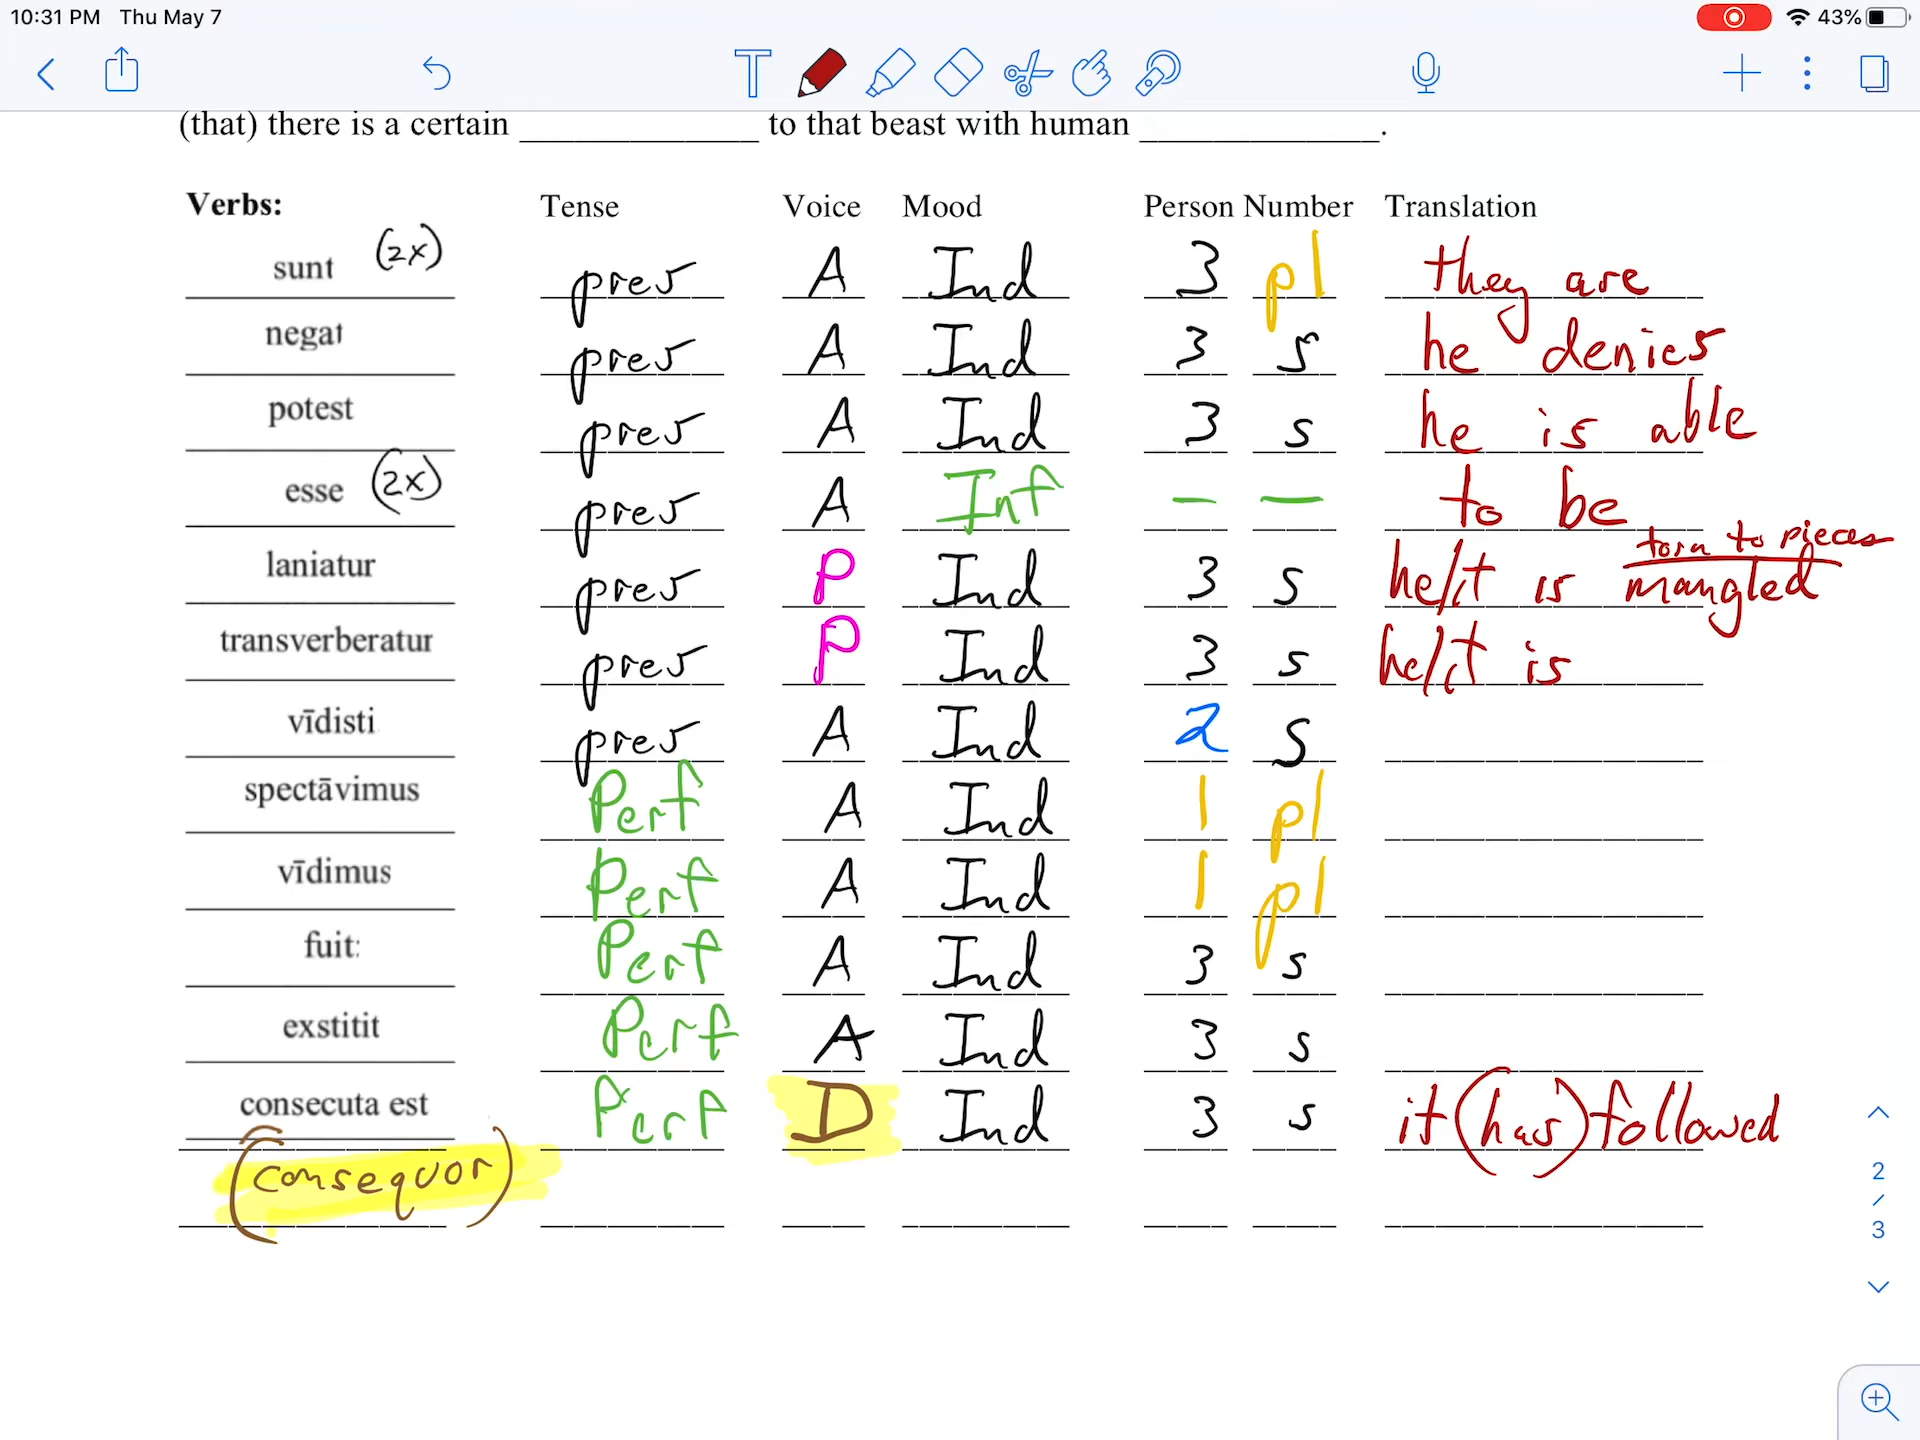 10:31 PM Thu May 7 43%
(that) there is a certain ____________ to that beast with human ____________.
Verbs: Tense Voice Mood Person Number Translation
sunt (2x) pres A Ind 3 pl they are
negat pres A Ind 3 s he denies
potest pres A Ind 3 s he is able
esse (2x) pres A Inf — — to be
torn to pieces
laniatur pres P Ind 3 s he/it is mangled
transverberatur pres P Ind 3 s he/it is
vīdisti pres A Ind 2 s
spectāvimus Perf A Ind 1 pl
vīdimus Perf A Ind 1 pl
fuit: Perf A Ind 3 s
exstitit Perf A Ind 3 s
consecuta est Perf D Ind 3 s it (has) followed
(consequor)
2
/
3